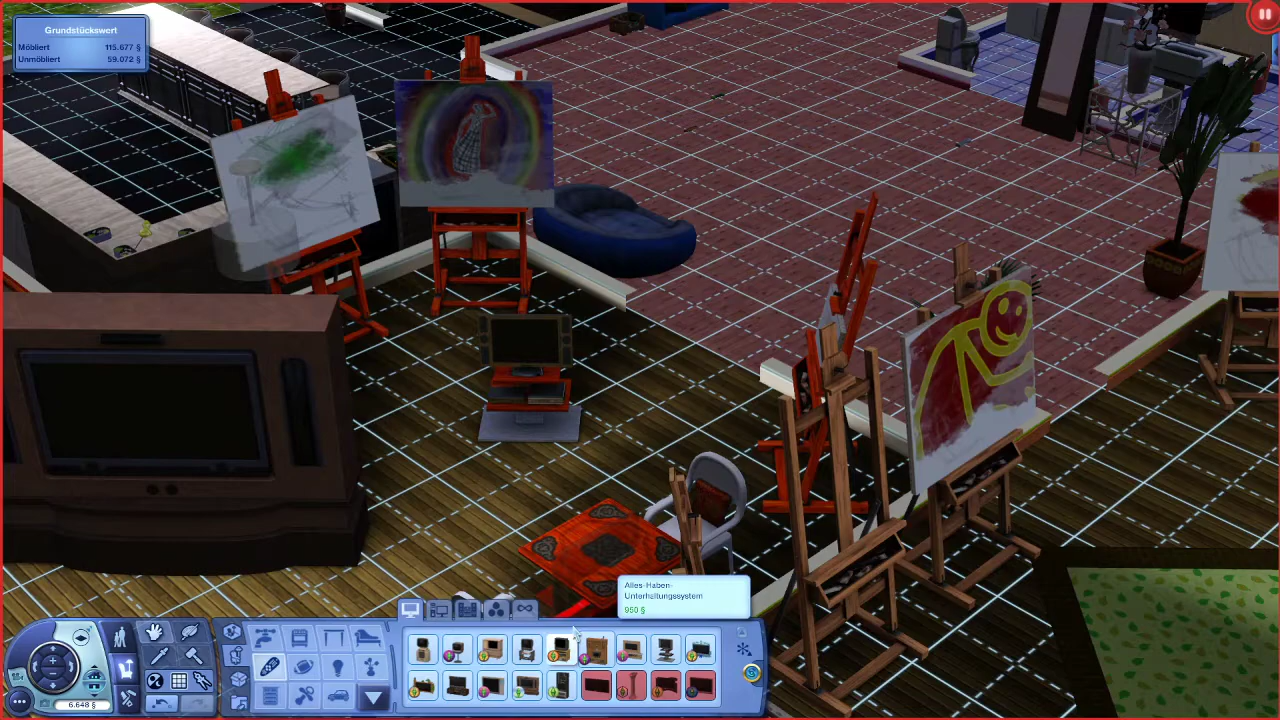 Grundstückswert
Möbliert 115.677 §
Unmöbliert 59.072 §
Alles-Haben-
Unterhaltungssystem
950 §
6.648 §